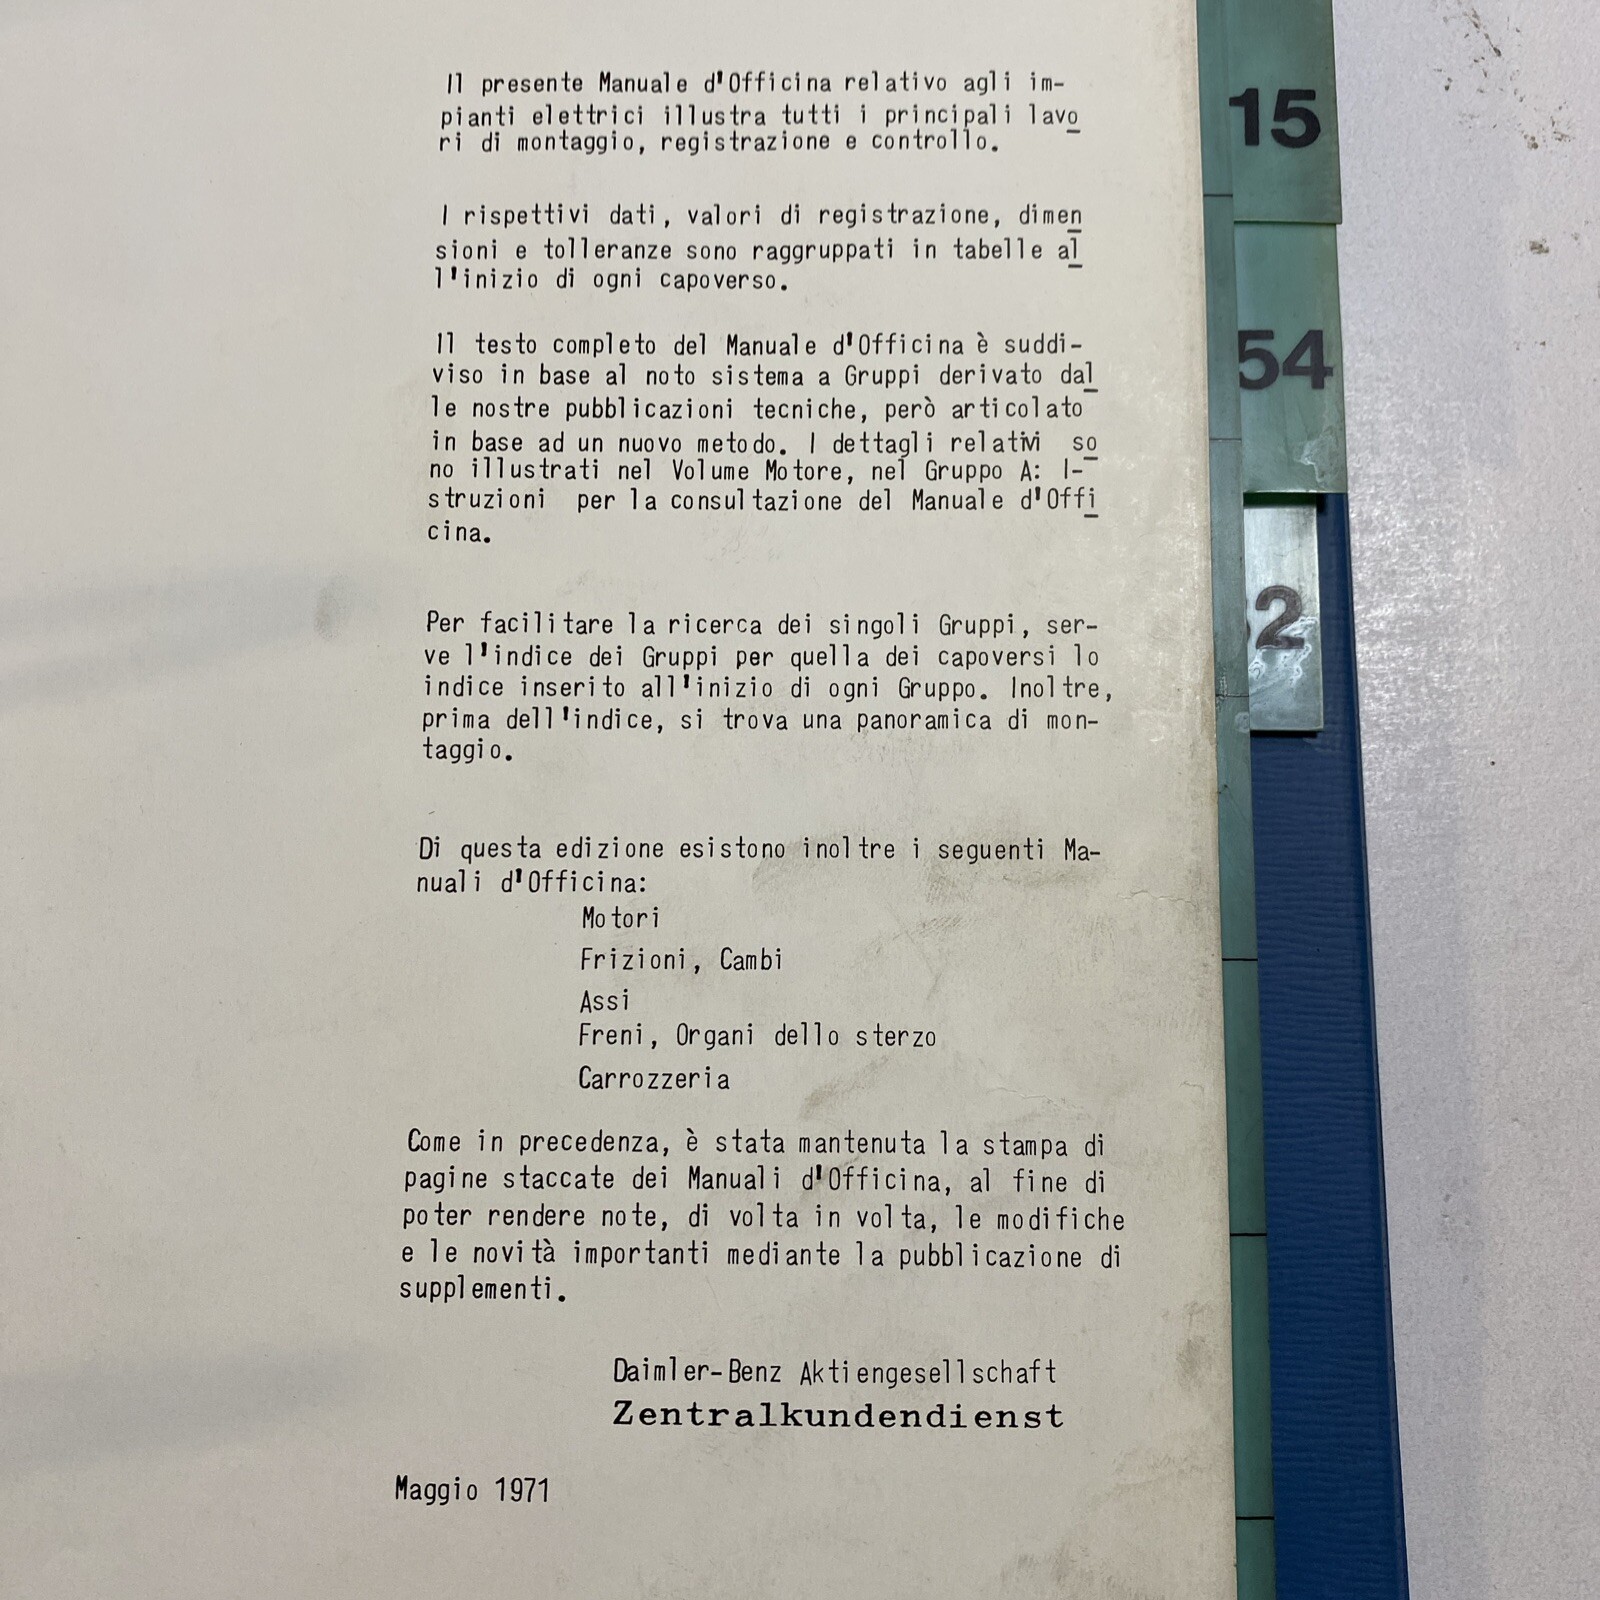 Il presente Manuale d'Officina relativo agli im-
pianti elettrici illustra tutti i principali lavo
ri di montaggio, registrazione e controllo.
I rispettivi dati, valori di registrazione, dimen
sioni e tolleranze sono raggruppati in tabelle al
l'inizio di ogni capoverso.
Il testo completo del Manuale d'Officina è suddi-
viso in base al noto sistema a Gruppi derivato dal
le nostre pubblicazioni tecniche, però articolato
in base ad un nuovo metodo. I dettagli relativi so
no illustrati nel Volume Motore, nel Gruppo A: I-
struzioni per la consultazione del Manuale d'Offi
cina.
Per facilitare la ricerca dei singoli Gruppi, ser-
ve l'indice dei Gruppi per quella dei capoversi lo
indice inserito all'inizio di ogni Gruppo. Inoltre,
prima dell'indice, si trova una panoramica di mon-
taggio.
Di questa edizione esistono inoltre i seguenti Ma-
nuali d'Officina:
Motori
Frizioni, Cambi
Assi
Freni, Organi dello sterzo
Carrozzeria
Come in precedenza, è stata mantenuta la stampa di
pagine staccate dei Manuali d'Officina, al fine di
poter rendere note, di volta in volta, le modifiche
e le novità importanti mediante la pubblicazione di
supplementi.
Daimler-Benz Aktiengesellschaft
Zentralkundendienst
Maggio 1971
15
54